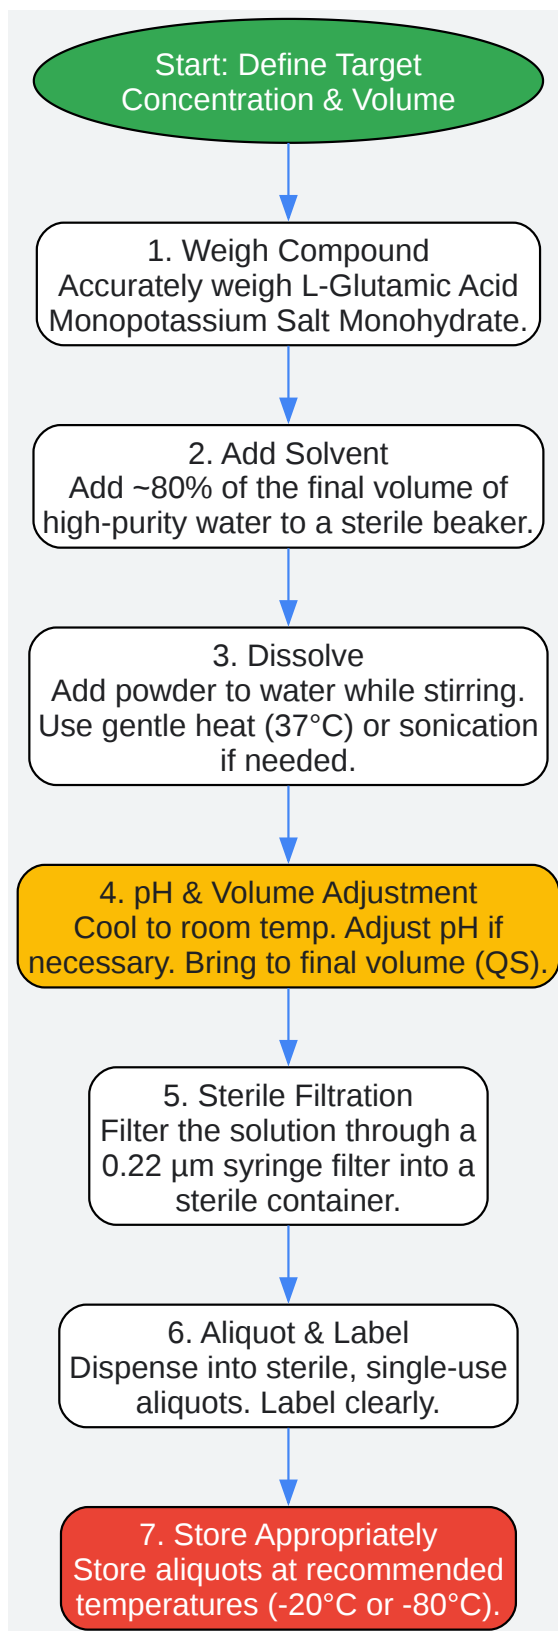 Start: Define Target
Concentration & Volume
1. Weigh Compound
Accurately weigh L-Glutamic Acid
Monopotassium Salt Monohydrate.
2. Add Solvent
Add ~80% of the final volume of
high-purity water to a sterile beaker.
3. Dissolve
Add powder to water while stirring.
Use gentle heat (37°C) or sonication
if needed.
4. pH & Volume Adjustment
Cool to room temp. Adjust pH if
necessary. Bring to final volume (QS).
5. Sterile Filtration
Filter the solution through a
0.22 µm syringe filter into a
sterile container.
6. Aliquot & Label
Dispense into sterile, single-use
aliquots. Label clearly.
7. Store Appropriately
Store aliquots at recommended
temperatures (-20°C or -80°C).